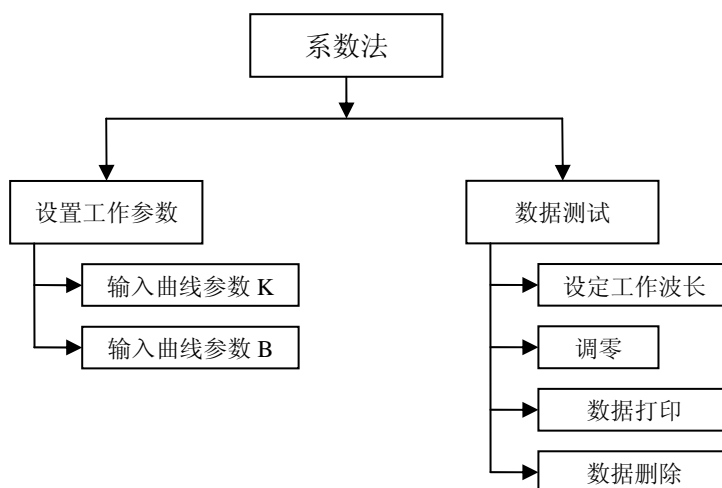 系数法
设置工作参数
输入曲线参数 K
输入曲线参数 B
数据测试
设定工作波长
调零
数据打印
数据删除